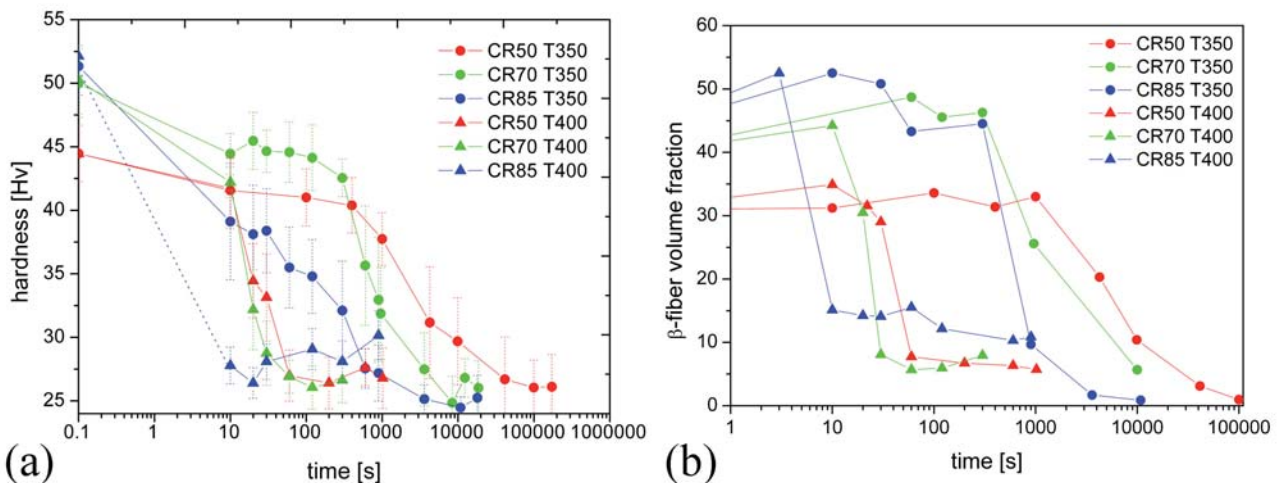 55
50
45
40
35
30
25
hardness [Hv]
0.1
1
10
100
1000
10000
100000
1000000
time [s]
CR50 T350
CR70 T350
CR85 T350
CR50 T400
CR70 T400
CR85 T400
(a)
60
50
40
30
20
10
0
β-fiber volume fraction
1
10
100
1000
10000
100000
time [s]
CR50 T350
CR70 T350
CR85 T350
CR50 T400
CR70 T400
CR85 T400
(b)